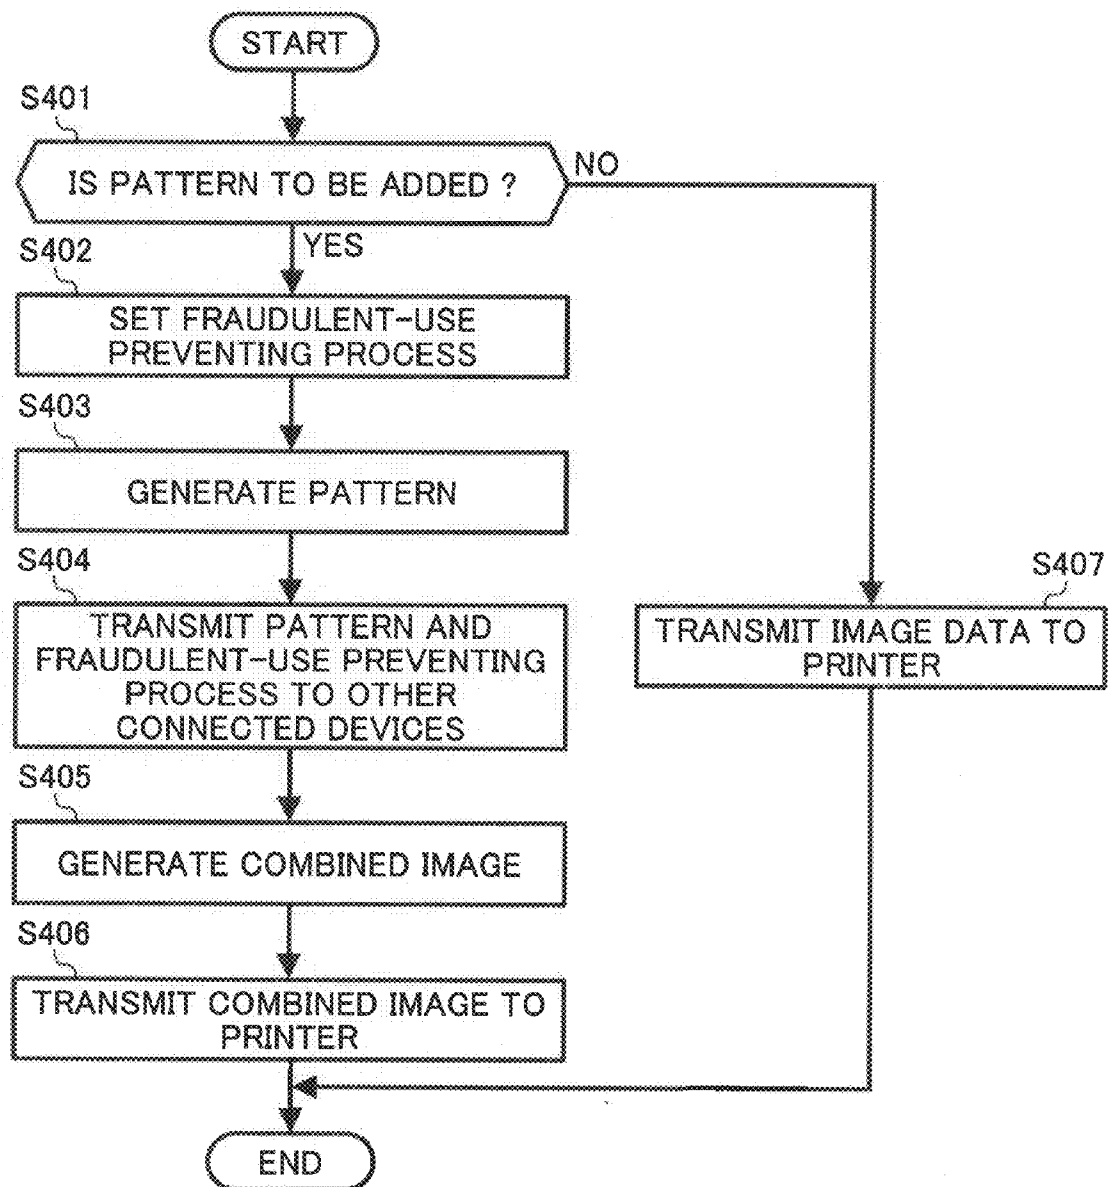 START
S401
IS PATTERN TO BE ADDED ?
NO
YES
S402
SET FRAUDULENT-USE
PREVENTING PROCESS
S403
GENERATE PATTERN
S404
TRANSMIT PATTERN AND
FRAUDULENT-USE PREVENTING
PROCESS TO OTHER
CONNECTED DEVICES
S407
TRANSMIT IMAGE DATA TO
PRINTER
S405
GENERATE COMBINED IMAGE
S406
TRANSMIT COMBINED IMAGE TO
PRINTER
END